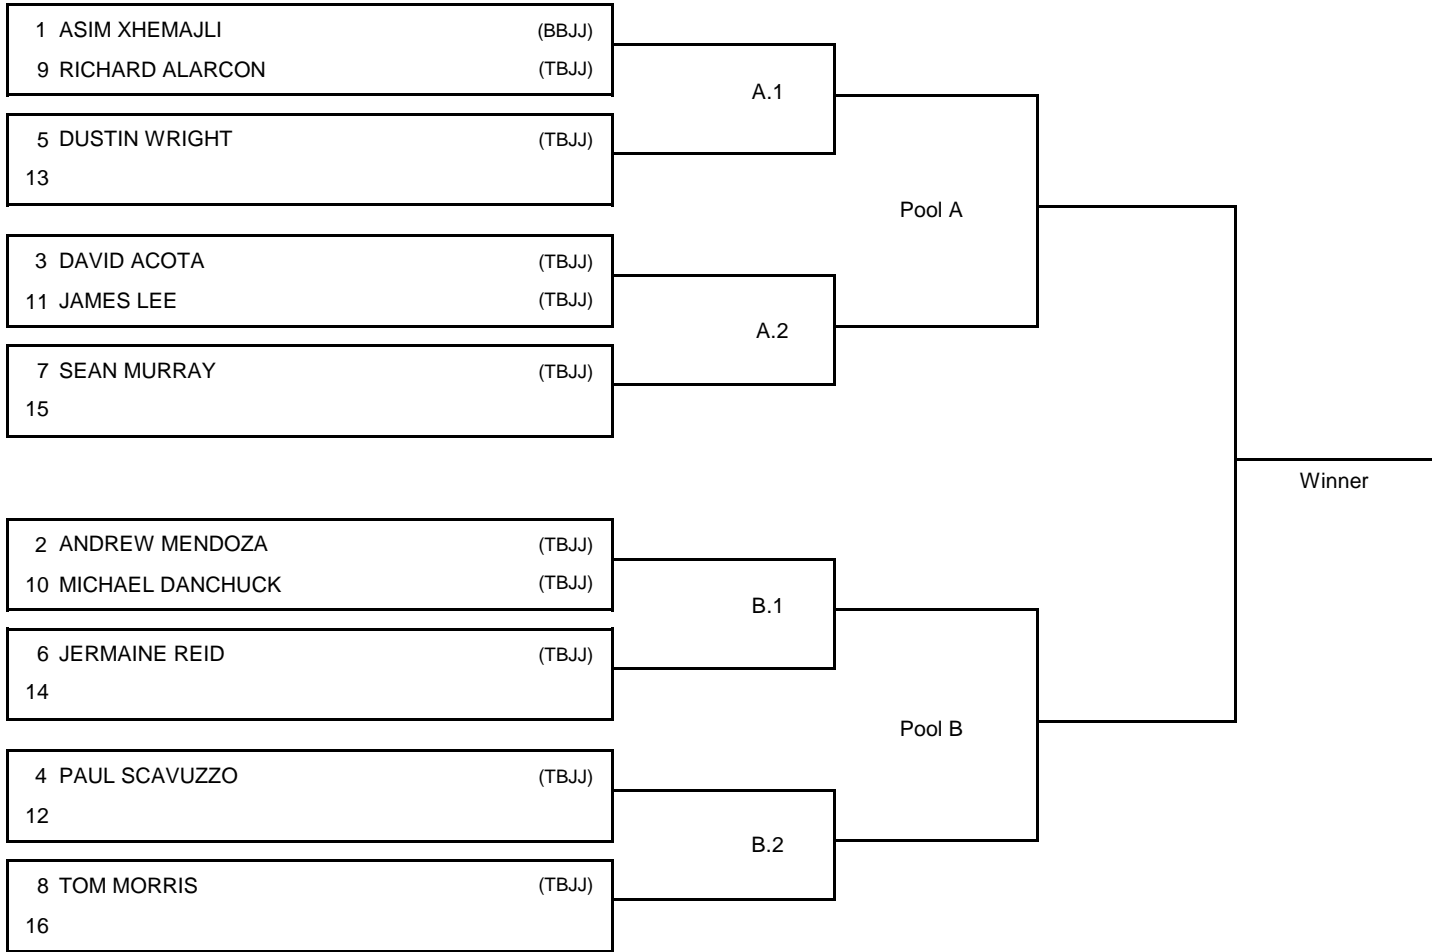 1 ASIM XHEMAJLI (BBJJ)
9 RICHARD ALARCON (TBJJ)
A.1
5 DUSTIN WRIGHT (TBJJ)
13
Pool A
3 DAVID ACOTA (TBJJ)
11 JAMES LEE (TBJJ)
A.2
7 SEAN MURRAY (TBJJ)
15
Winner
2 ANDREW MENDOZA (TBJJ)
10 MICHAEL DANCHUCK (TBJJ)
B.1
6 JERMAINE REID (TBJJ)
14
Pool B
4 PAUL SCAVUZZO (TBJJ)
12
B.2
8 TOM MORRIS (TBJJ)
16